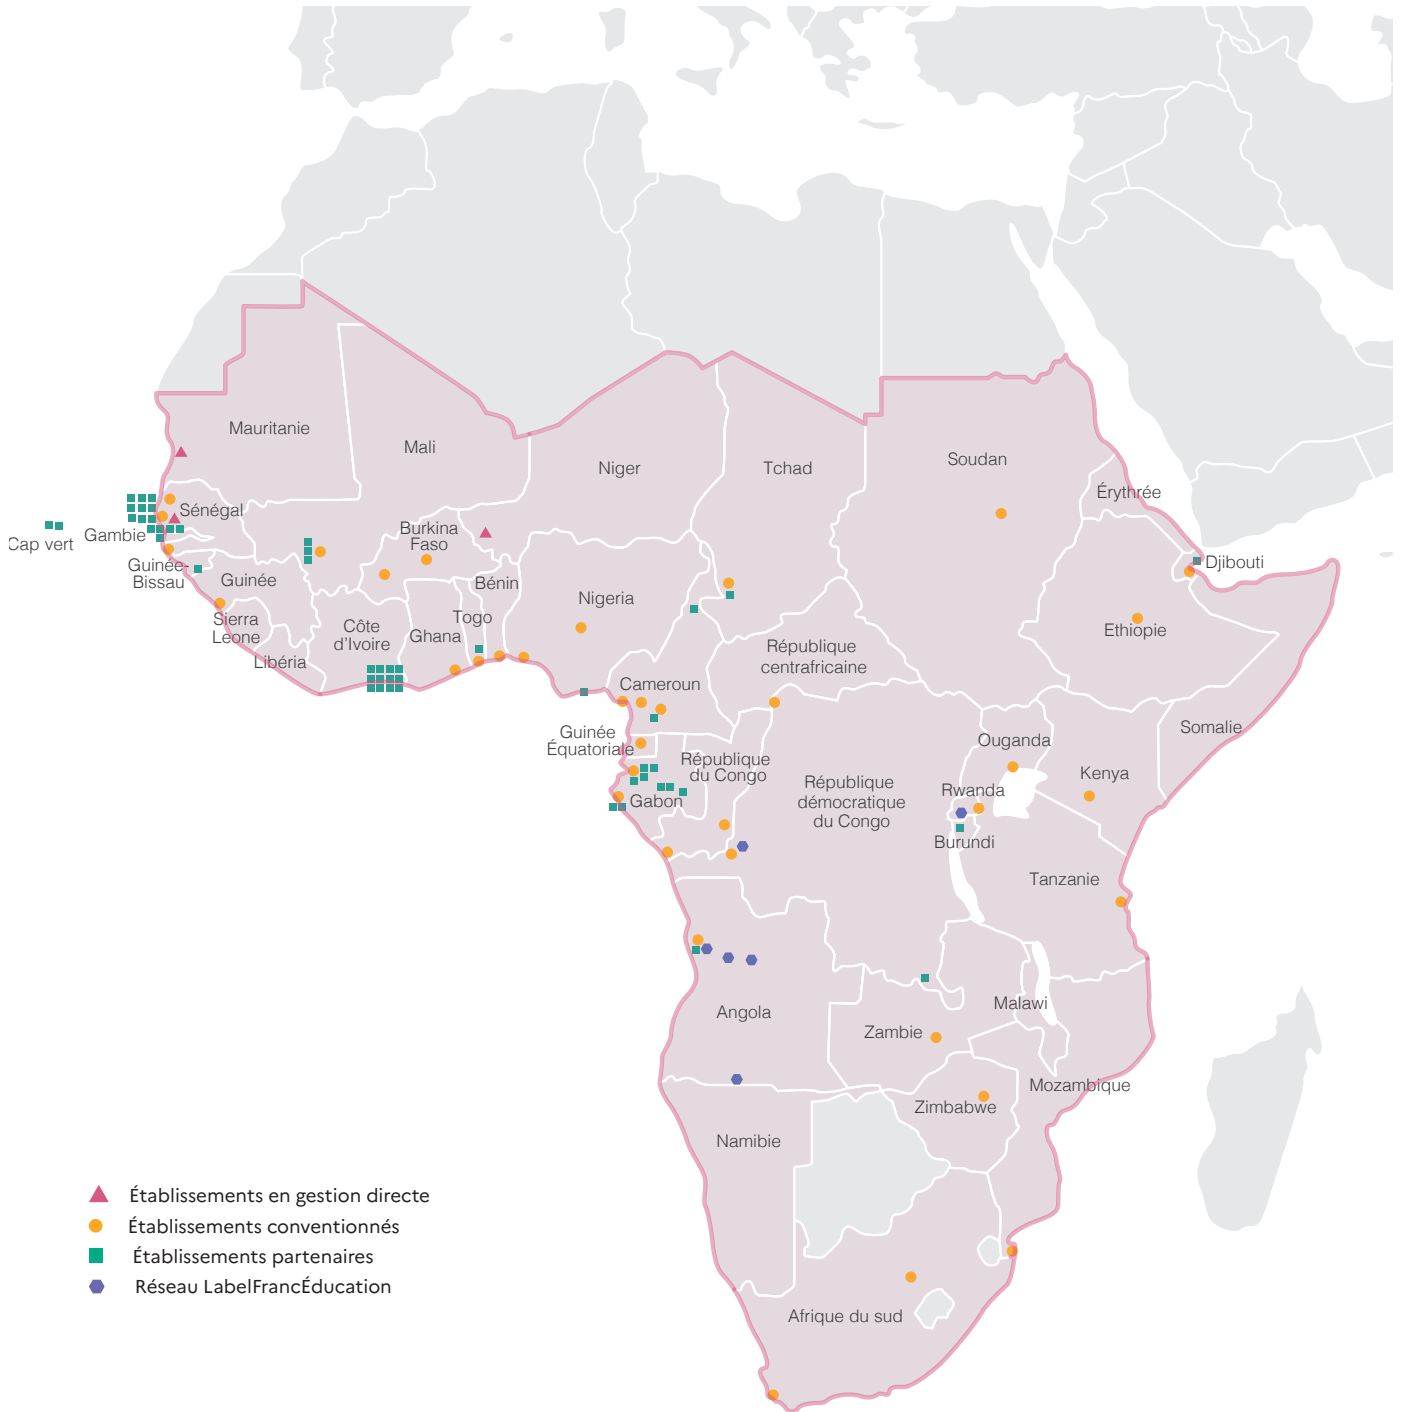 Mauritanie
Mali
Niger
Tchad
Soudan
Érythrée
Sénégal
Cap vert
Gambie
Burkina
Faso
Djibouti
Guinée-
Bissau
Guinée
Bénin
Nigeria
Sierra
Leone
Côte
d'Ivoire
Togo
Ghana
Ethiopie
Libéria
République
centrafricaine
Cameroun
Guinée
Équatoriale
Somalie
Ouganda
République
du Congo
République
démocratique
du Congo
Kenya
Rwanda
Gabon
Burundi
Tanzanie
Angola
Malawi
Zambie
Mozambique
Zimbabwe
Namibie
Afrique du sud
Établissements en gestion directe
Établissements conventionnés
Établissements partenaires
Réseau LabelFrancÉducation